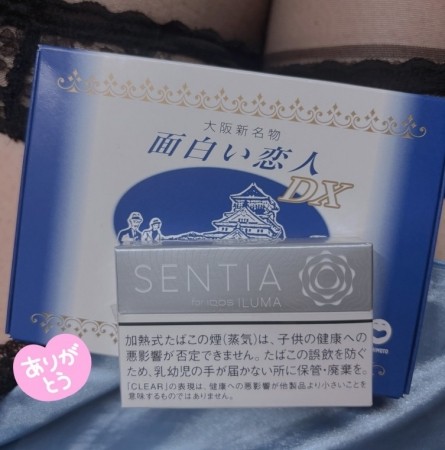 大阪新名物
面白い恋人
DX
SENTIA
for IQOS ILUMA
加熱式たばこの煙(蒸気)は、子供の健康への
悪影響が否定できません。たばこの誤飲を防ぐ
ため、乳幼児の手が届かない所に保管・廃棄を。
「CLEAR」の表現は、健康への悪影響が他製品より小さいことを
意味するものではありません。
ありが
とう